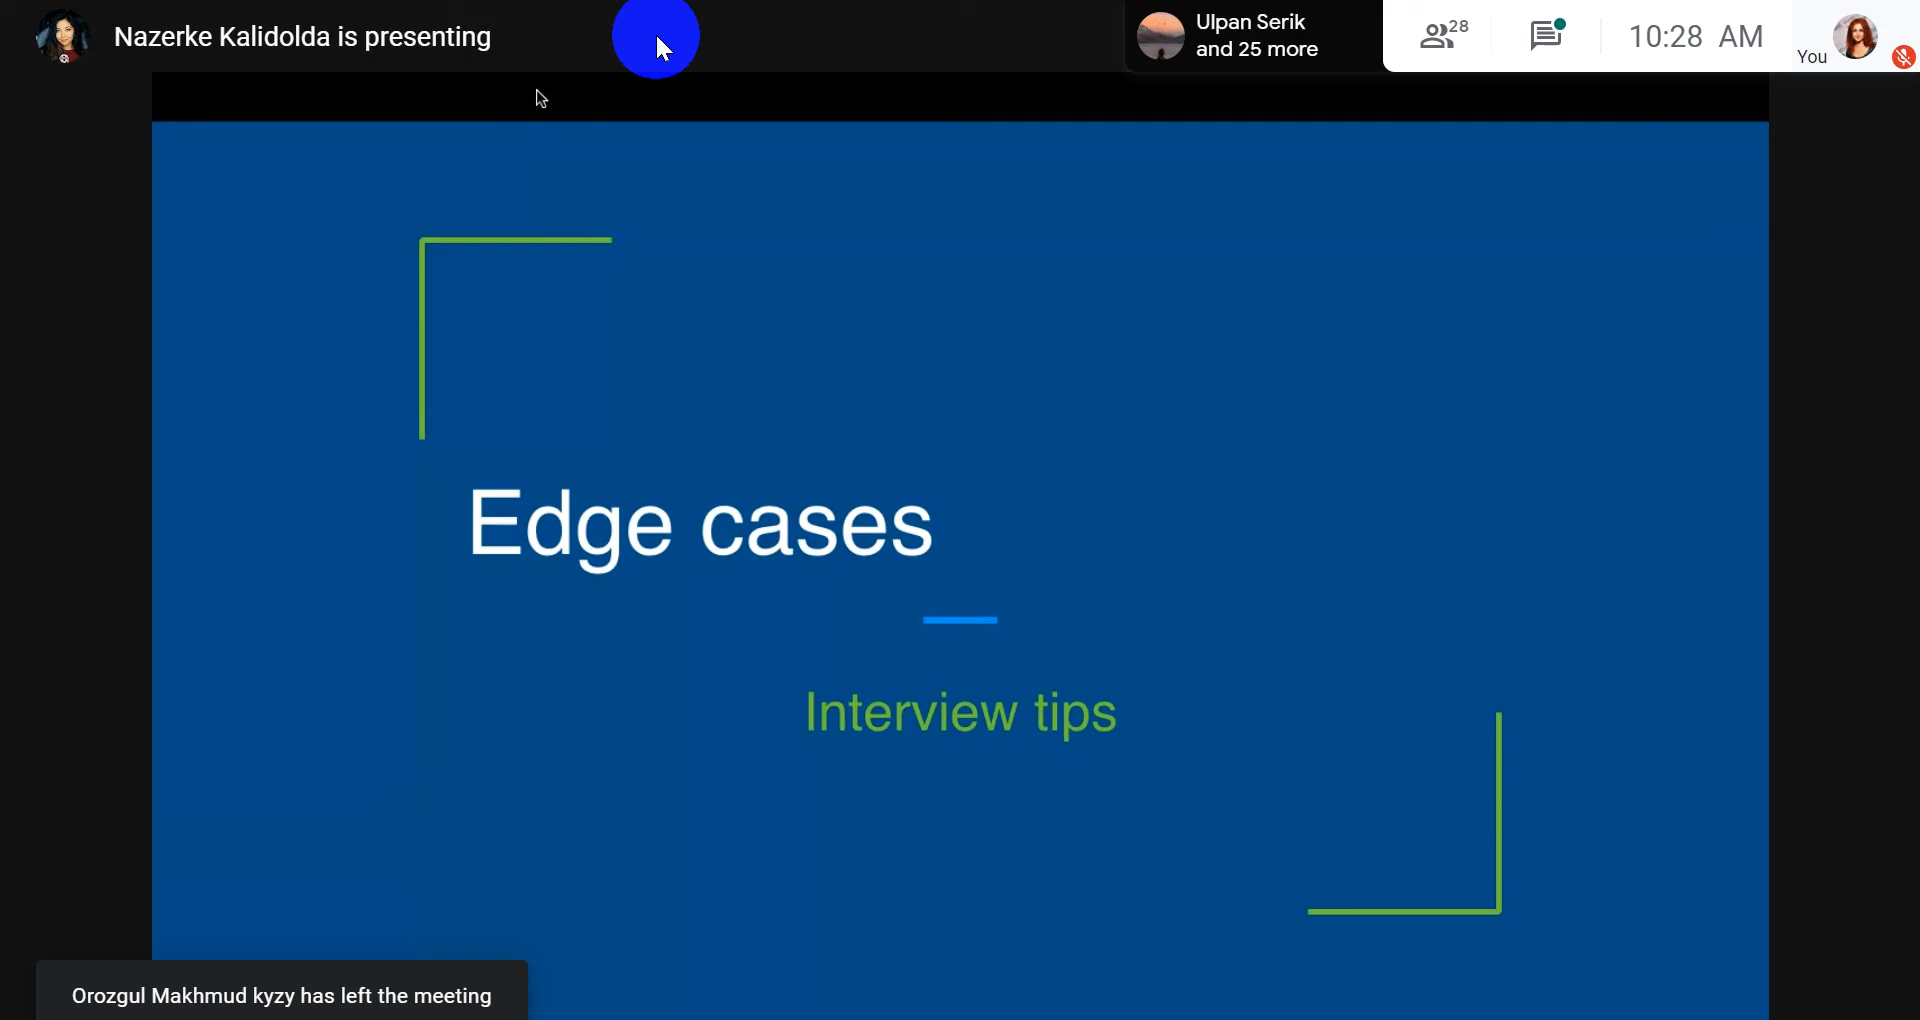 Nazerke Kalidolda is presenting
Ulpan Serik
and 25 more
28
10:28 AM
You
Edge cases
Interview tips
Orozgul Makhmud kyzy has left the meeting